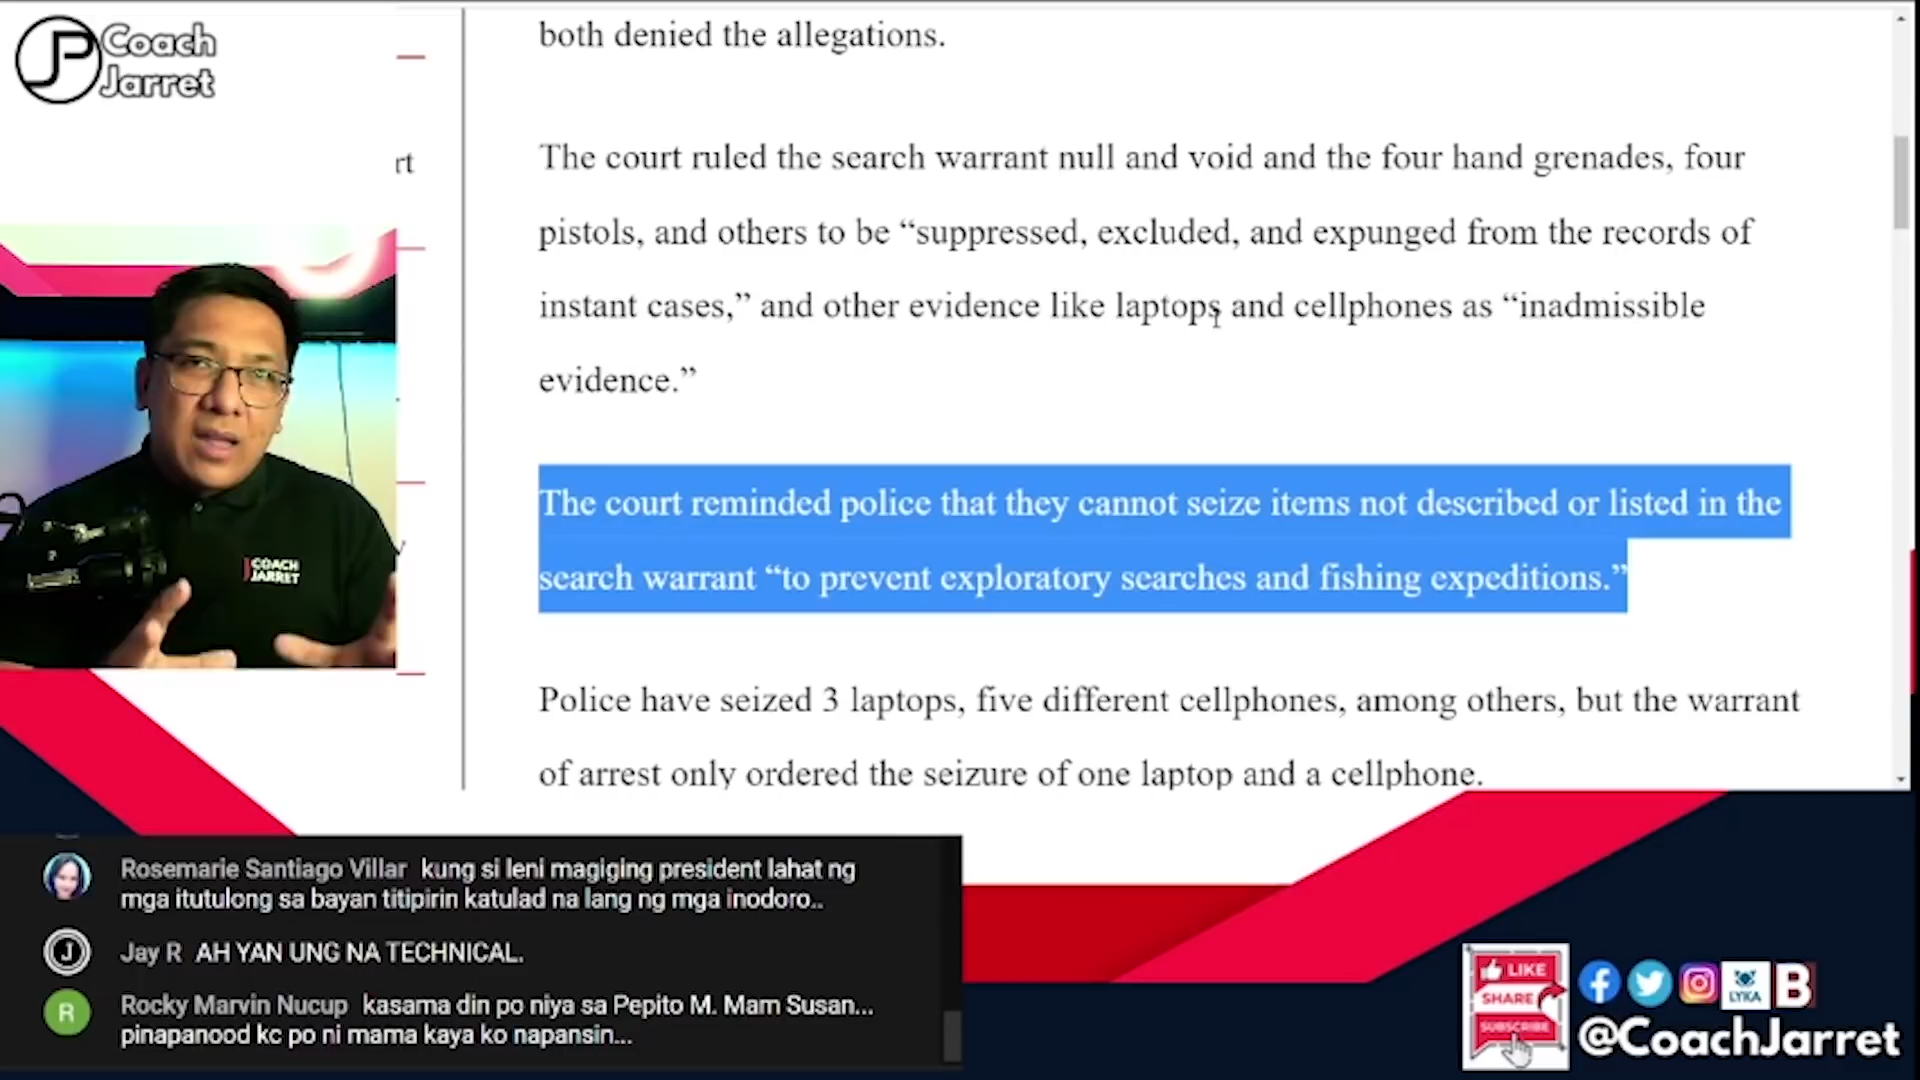 Coach
Jarret
both denied the allegations.
rt
The court ruled the search warrant null and void and the four hand grenades, four
pistols, and others to be “suppressed, excluded, and expunged from the records of
instant cases,” and other evidence like laptops and cellphones as “inadmissible
evidence.”
The court reminded police that they cannot seize items not described or listed in the
search warrant “to prevent exploratory searches and fishing expeditions.”
COACH
JARRET
Police have seized 3 laptops, five different cellphones, among others, but the warrant
of arrest only ordered the seizure of one laptop and a cellphone.
Rosemarie Santiago Villar kung si leni magiging president lahat ng
mga itutulong sa bayan titipirin katulad na lang ng mga inodoro..
J
Jay R AH YAN UNG NA TECHNICAL.
R
Rocky Marvin Nucup kasama din po niya sa Pepito M. Mam Susan...
pinapanood kc po ni mama kaya ko napansin...
LIKE
SHARE
SUBSCRIBE
LYKA
B
@CoachJarret